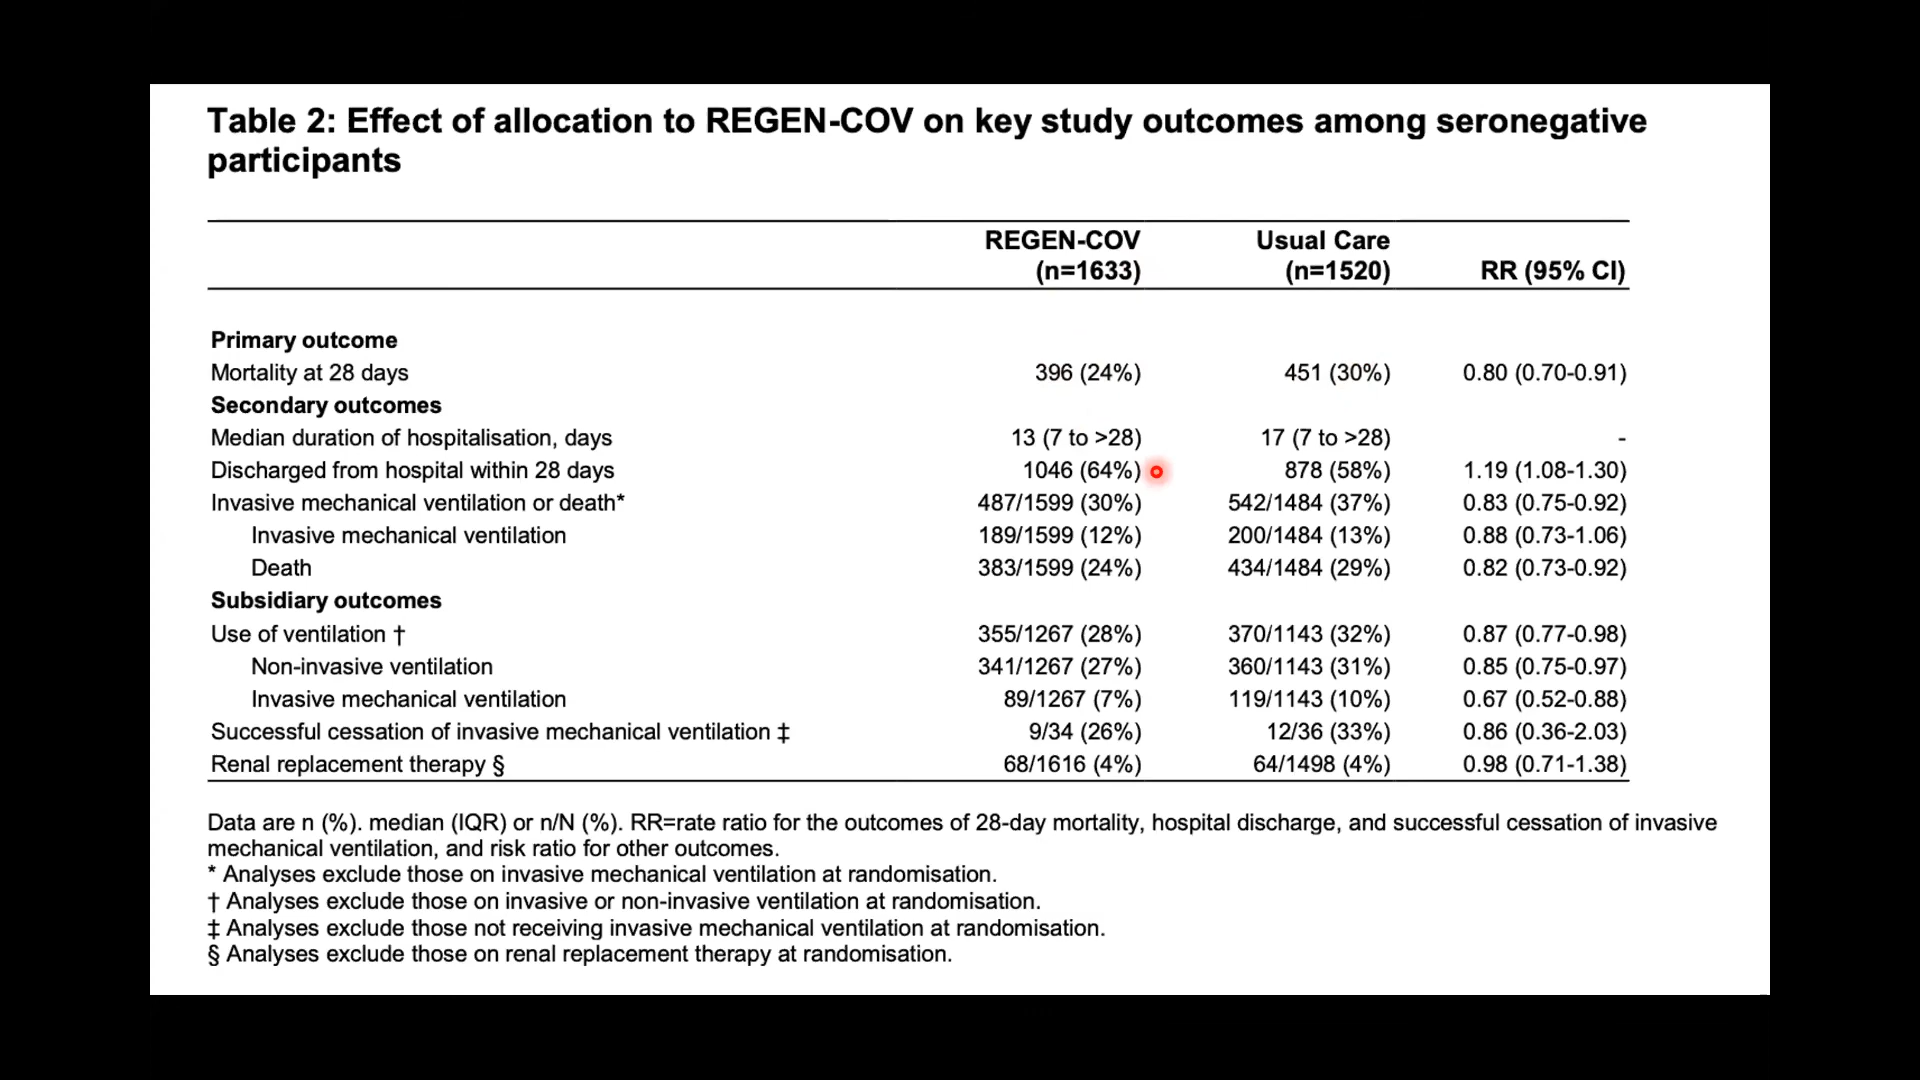 Table 2: Effect of allocation to REGEN-COV on key study outcomes among seronegative
participants
REGEN-COV Usual Care
(n=1633) (n=1520) RR (95% CI)
Primary outcome
Mortality at 28 days 396 (24%) 451 (30%) 0.80 (0.70-0.91)
Secondary outcomes
Median duration of hospitalisation, days 13 (7 to >28) 17 (7 to >28) -
Discharged from hospital within 28 days 1046 (64%) 878 (58%) 1.19 (1.08-1.30)
Invasive mechanical ventilation or death* 487/1599 (30%) 542/1484 (37%) 0.83 (0.75-0.92)
Invasive mechanical ventilation 189/1599 (12%) 200/1484 (13%) 0.88 (0.73-1.06)
Death 383/1599 (24%) 434/1484 (29%) 0.82 (0.73-0.92)
Subsidiary outcomes
Use of ventilation † 355/1267 (28%) 370/1143 (32%) 0.87 (0.77-0.98)
Non-invasive ventilation 341/1267 (27%) 360/1143 (31%) 0.85 (0.75-0.97)
Invasive mechanical ventilation 89/1267 (7%) 119/1143 (10%) 0.67 (0.52-0.88)
Successful cessation of invasive mechanical ventilation ‡ 9/34 (26%) 12/36 (33%) 0.86 (0.36-2.03)
Renal replacement therapy § 68/1616 (4%) 64/1498 (4%) 0.98 (0.71-1.38)
Data are n (%). median (IQR) or n/N (%). RR=rate ratio for the outcomes of 28-day mortality, hospital discharge, and successful cessation of invasive
mechanical ventilation, and risk ratio for other outcomes.
* Analyses exclude those on invasive mechanical ventilation at randomisation.
† Analyses exclude those on invasive or non-invasive ventilation at randomisation.
‡ Analyses exclude those not receiving invasive mechanical ventilation at randomisation.
§ Analyses exclude those on renal replacement therapy at randomisation.